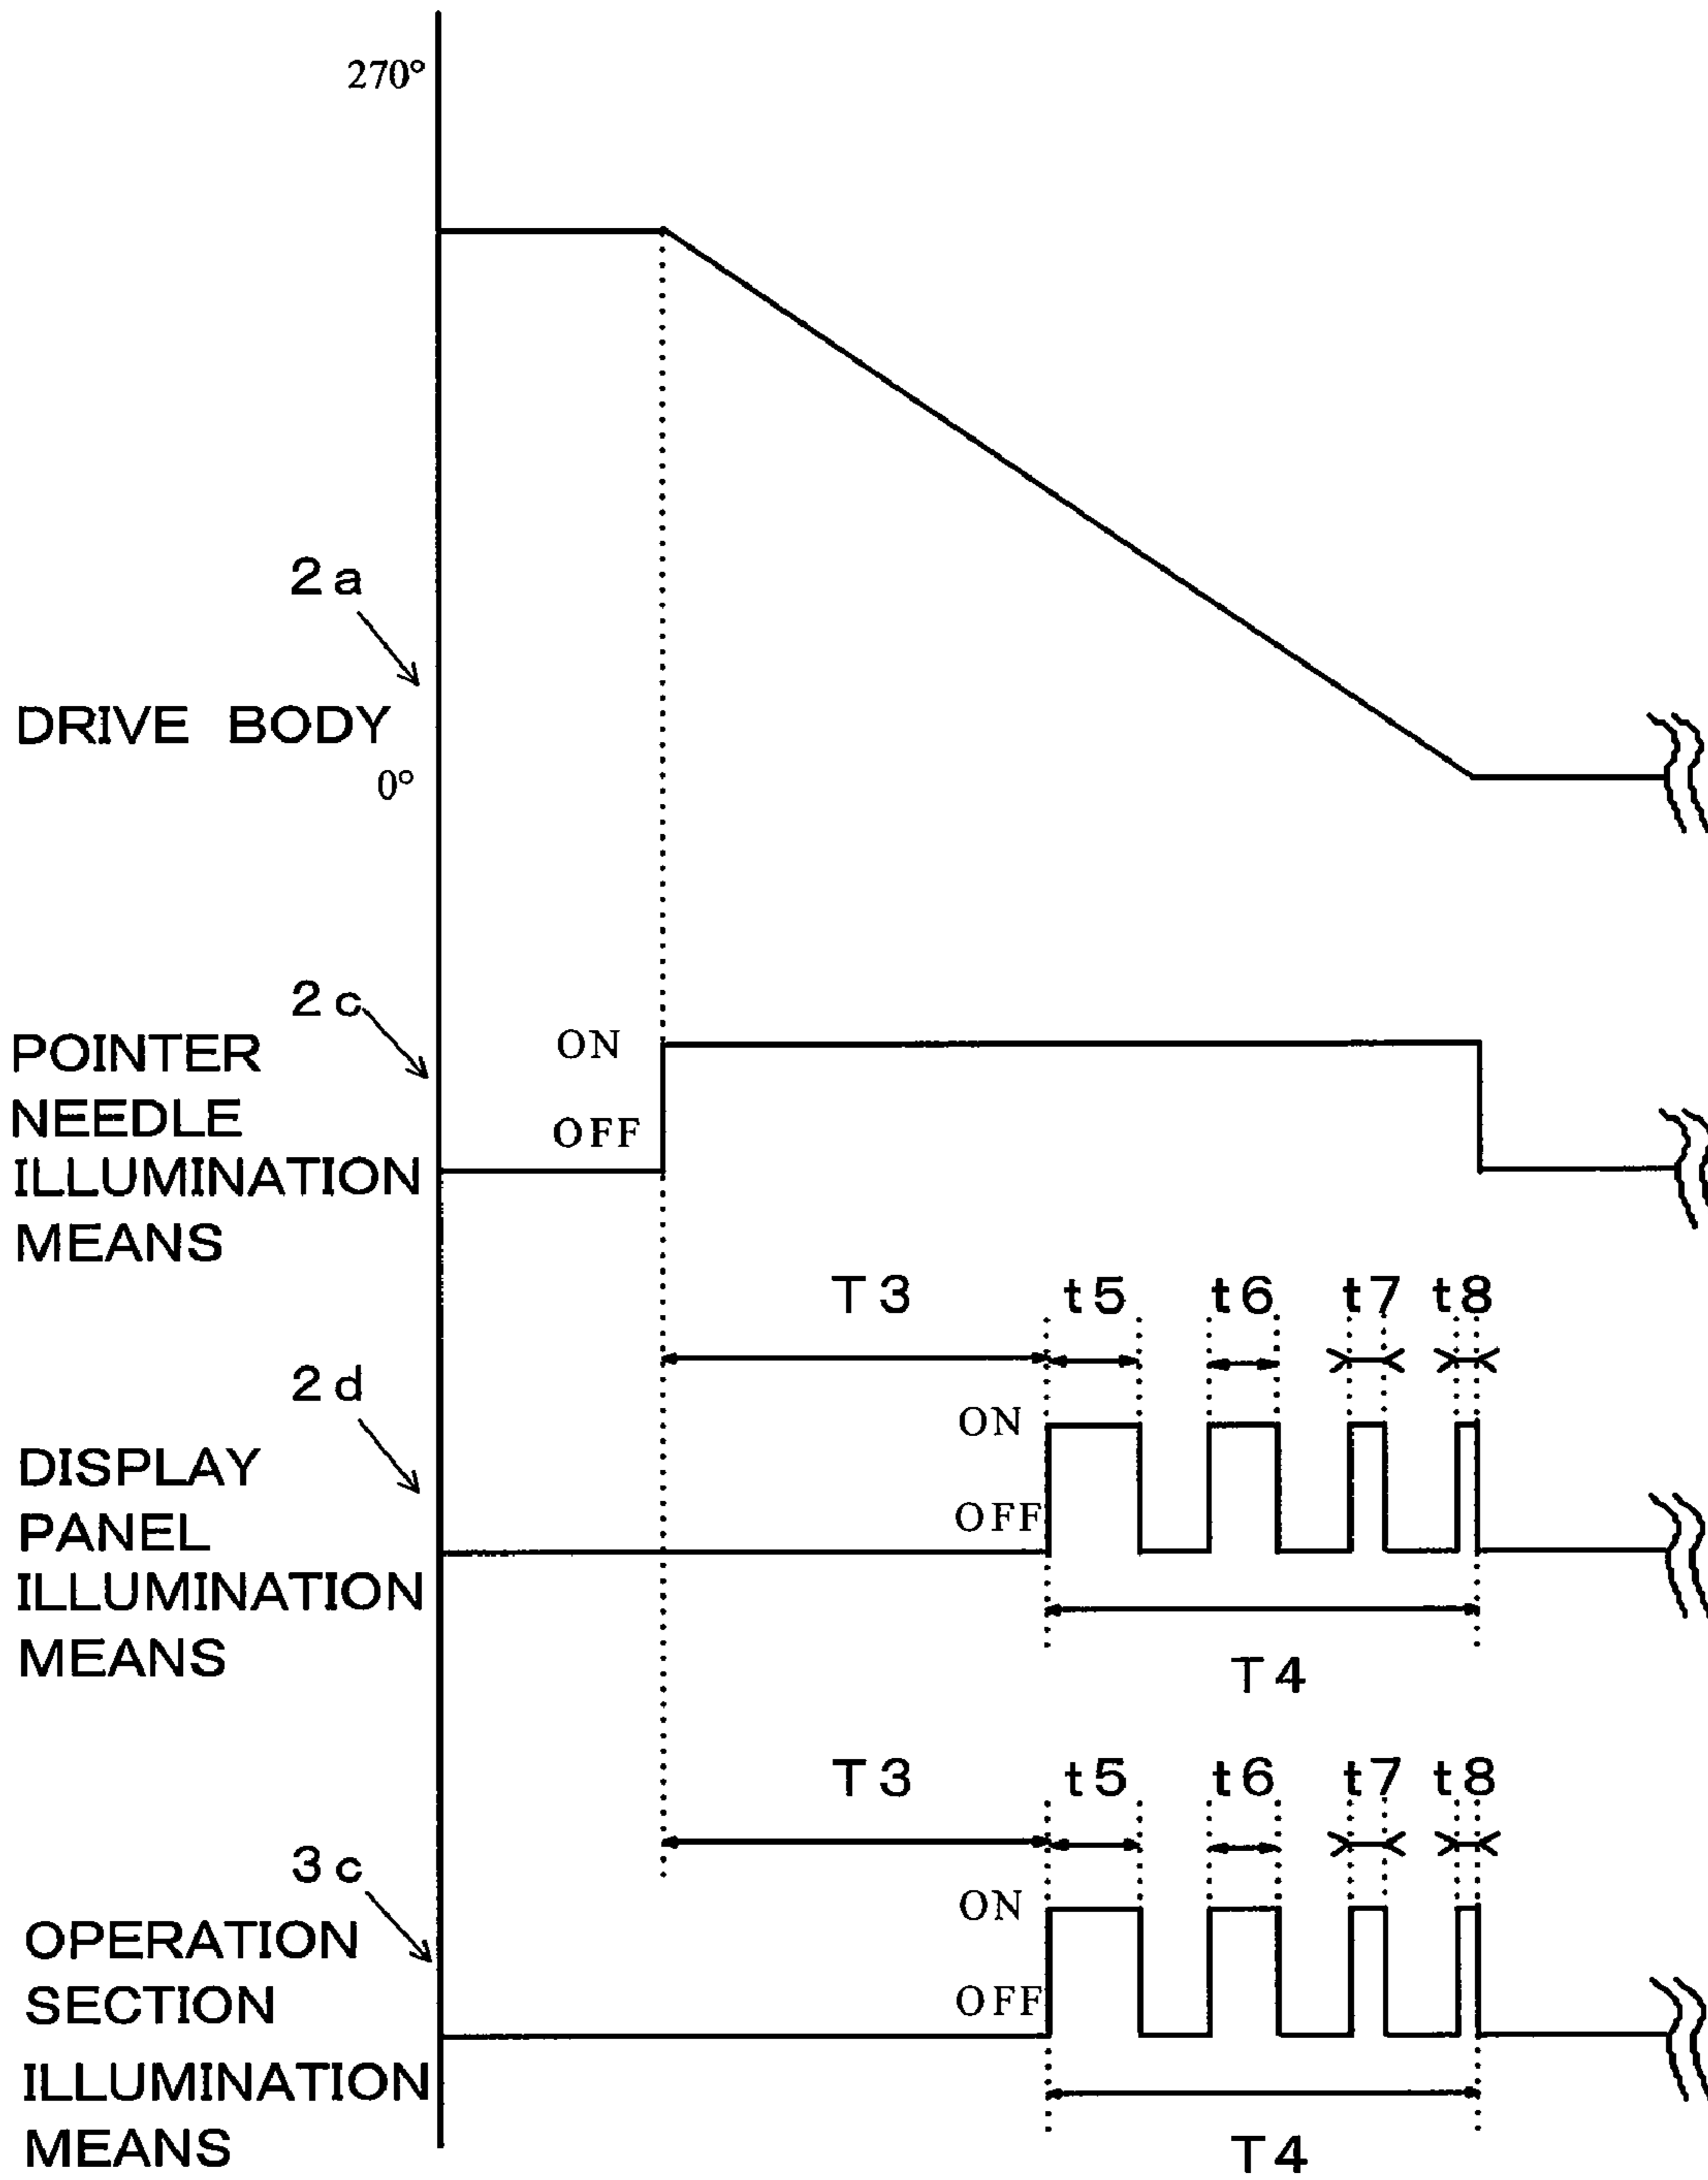 270°
2a
DRIVE BODY
0°
2c
POINTER
NEEDLE
ILLUMINATION
MEANS
ON
OFF
T3 t5 t6 t7 t8
2d
DISPLAY
PANEL
ILLUMINATION
MEANS
ON
OFF
T4
T3 t5 t6 t7 t8
3c
OPERATION
SECTION
ILLUMINATION
MEANS
ON
OFF
T4